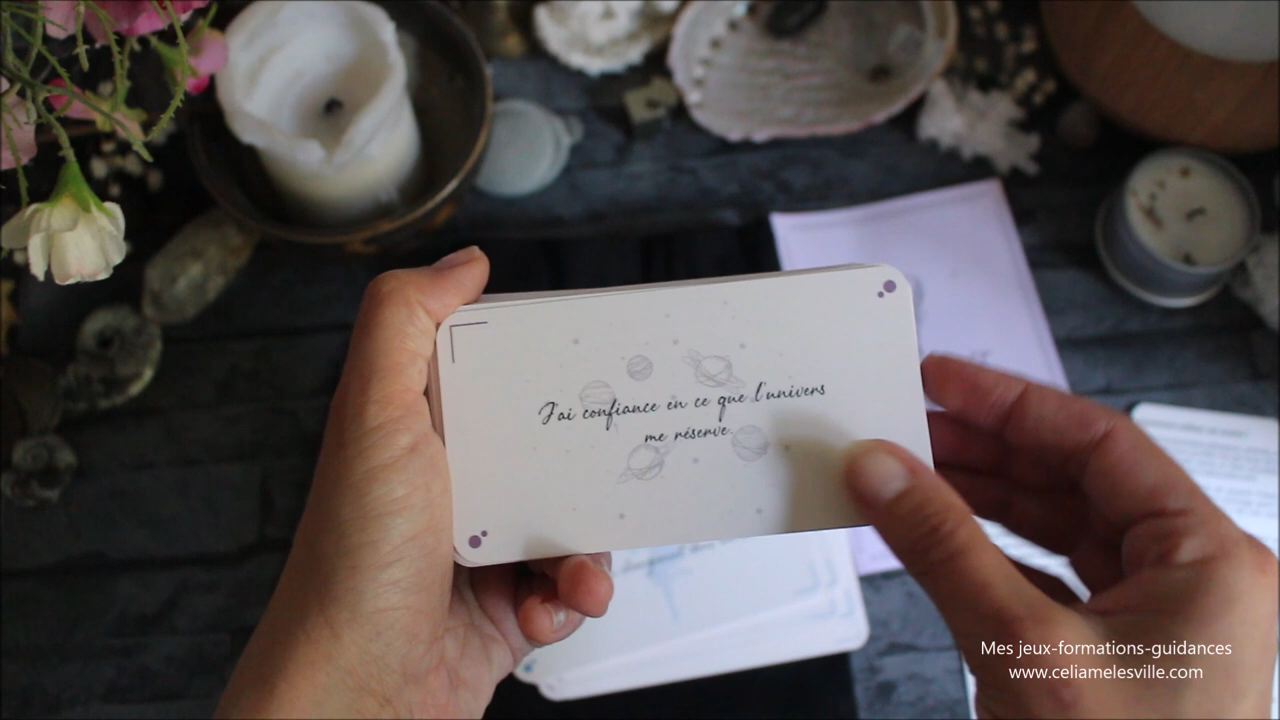 J'ai confiance en ce que l'univers
me réserve.
Mes jeux-formations-guidances
www.celiamelesville.com